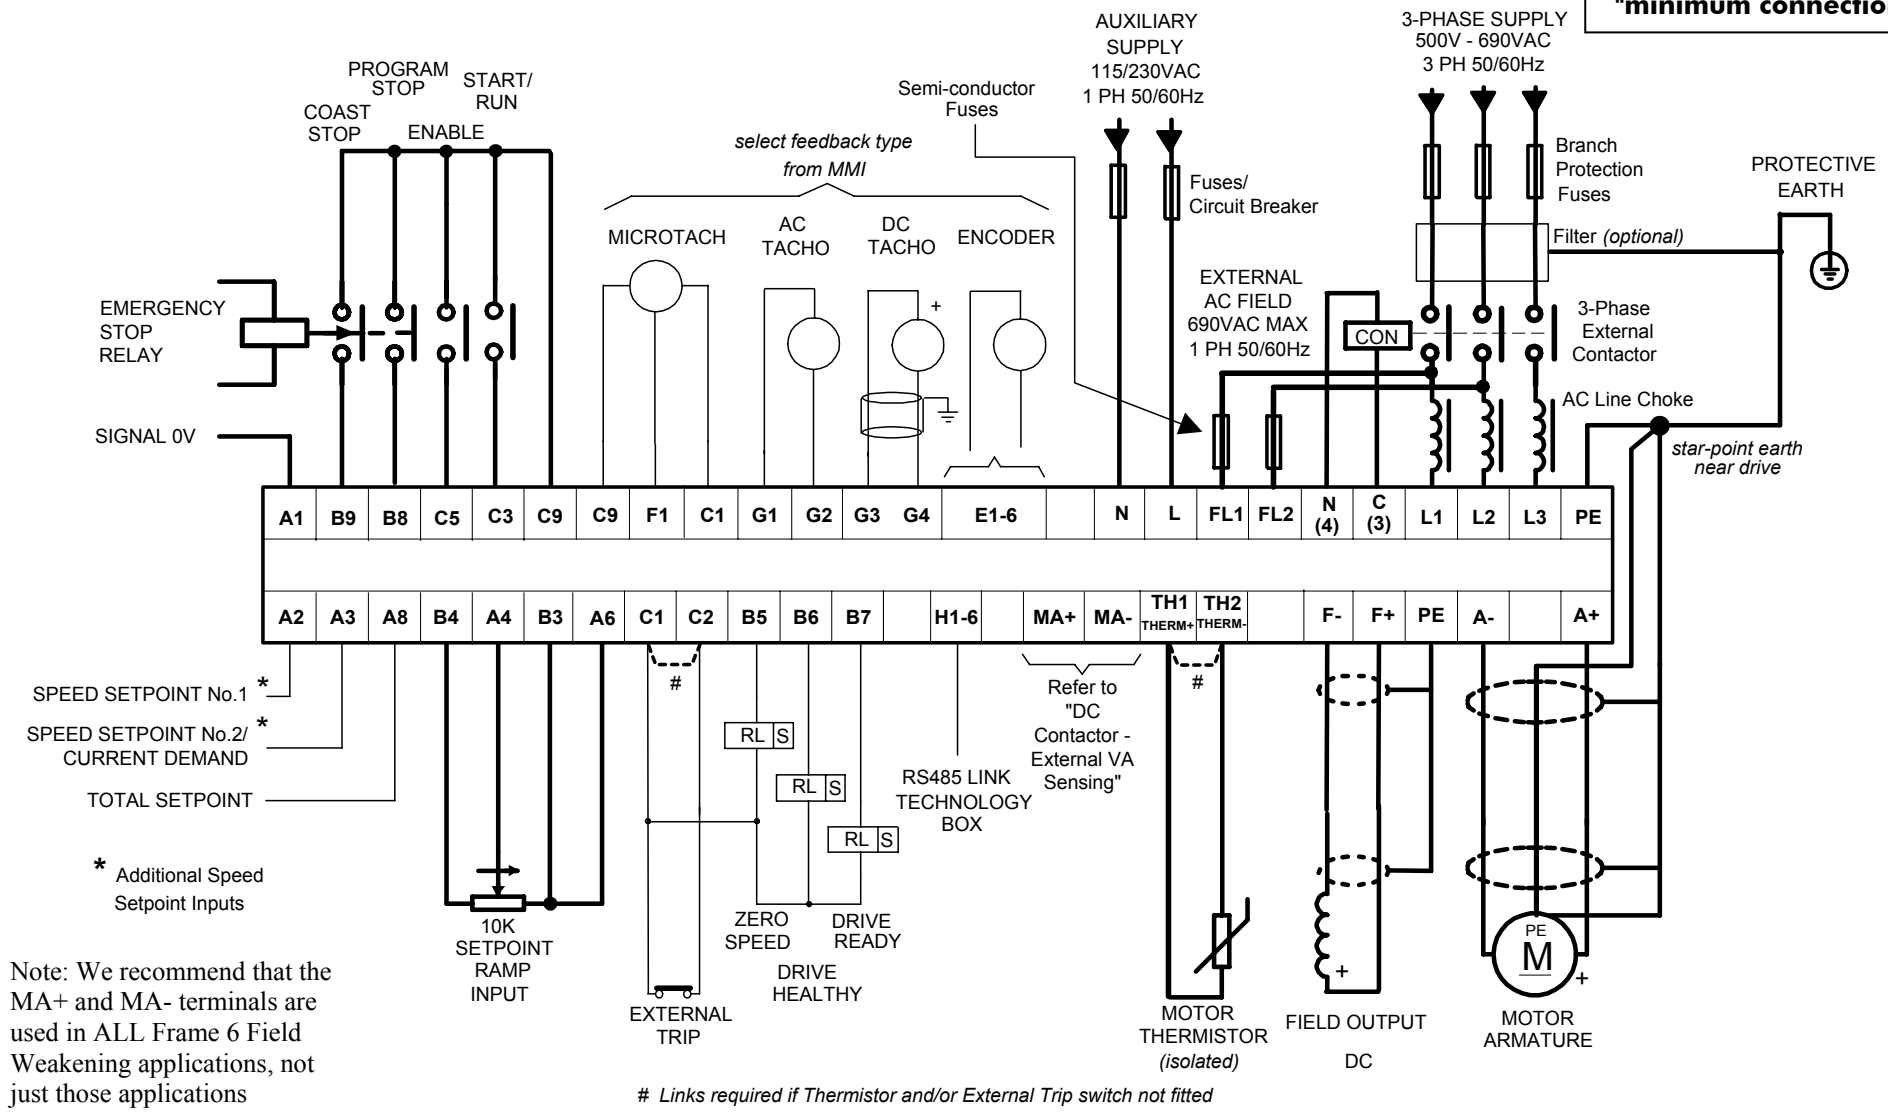 "minimum connection
AUXILIARY
SUPPLY
115/230VAC
1 PH 50/60Hz
3-PHASE SUPPLY
500V - 690VAC
3 PH 50/60Hz
PROGRAM
STOP
START/
RUN
COAST
STOP
ENABLE
Semi-conductor
Fuses
select feedback type
from MMI
Fuses/
Circuit Breaker
Branch
Protection
Fuses
PROTECTIVE
EARTH
MICROTACH
AC
TACHO
DC
TACHO
ENCODER
Filter (optional)
EMERGENCY
STOP
RELAY
+
EXTERNAL
AC FIELD
690VAC MAX
1 PH 50/60Hz
CON
3-Phase
External
Contactor
AC Line Choke
SIGNAL 0V
star-point earth
near drive
A1 B9 B8 C5 C3 C9 C9 F1 C1 G1 G2 G3 G4 E1-6 N L FL1 FL2 N (4) C (3) L1 L2 L3 PE
A2 A3 A8 B4 A4 B3 A6 C1 C2 B5 B6 B7 H1-6 MA+ MA- TH1 THERM+ TH2 THERM- F- F+ PE A- A+
SPEED SETPOINT No.1 *
SPEED SETPOINT No.2/ *
CURRENT DEMAND
TOTAL SETPOINT
#
RL S
RL S
RL S
RS485 LINK
TECHNOLOGY
BOX
Refer to
"DC
Contactor -
External VA
Sensing"
#
* Additional Speed
Setpoint Inputs
10K
SETPOINT
RAMP
INPUT
ZERO
SPEED
DRIVE
READY
DRIVE
HEALTHY
EXTERNAL
TRIP
MOTOR
THERMISTOR
(isolated)
+
FIELD OUTPUT
DC
PE
M
+
MOTOR
ARMATURE
Note: We recommend that the
MA+ and MA- terminals are
used in ALL Frame 6 Field
Weakening applications, not
just those applications
# Links required if Thermistor and/or External Trip switch not fitted